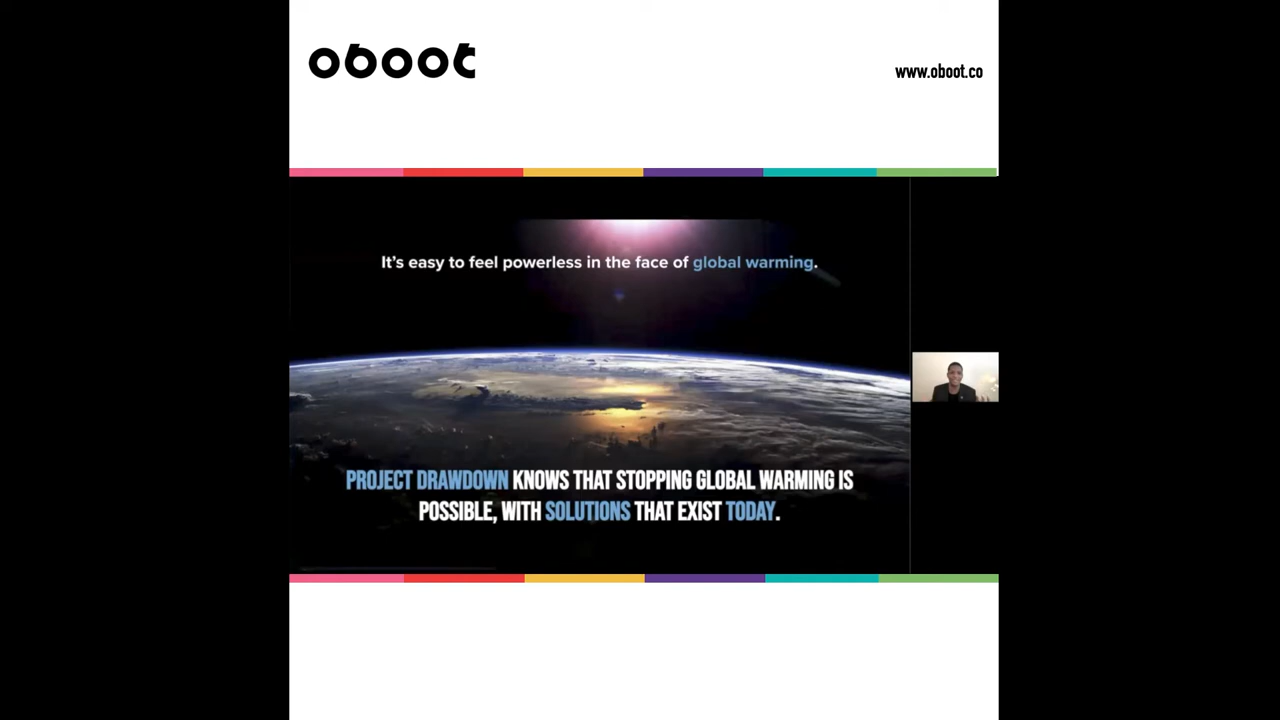 oboot
www.oboot.co
It's easy to feel powerless in the face of global warming.
PROJECT DRAWDOWN KNOWS THAT STOPPING GLOBAL WARMING IS
POSSIBLE, WITH SOLUTIONS THAT EXIST TODAY.